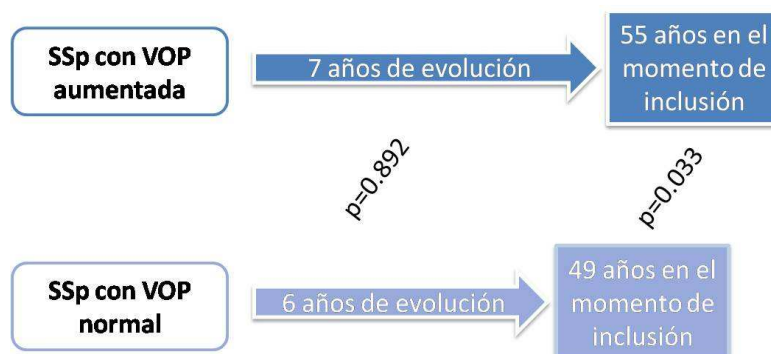 SSp con VOP
aumentada
7 años de evolución
55 años en el
momento de
inclusión
p=0.892
p=0.033
SSp con VOP
normal
6 años de evolución
49 años en el
momento de
inclusión